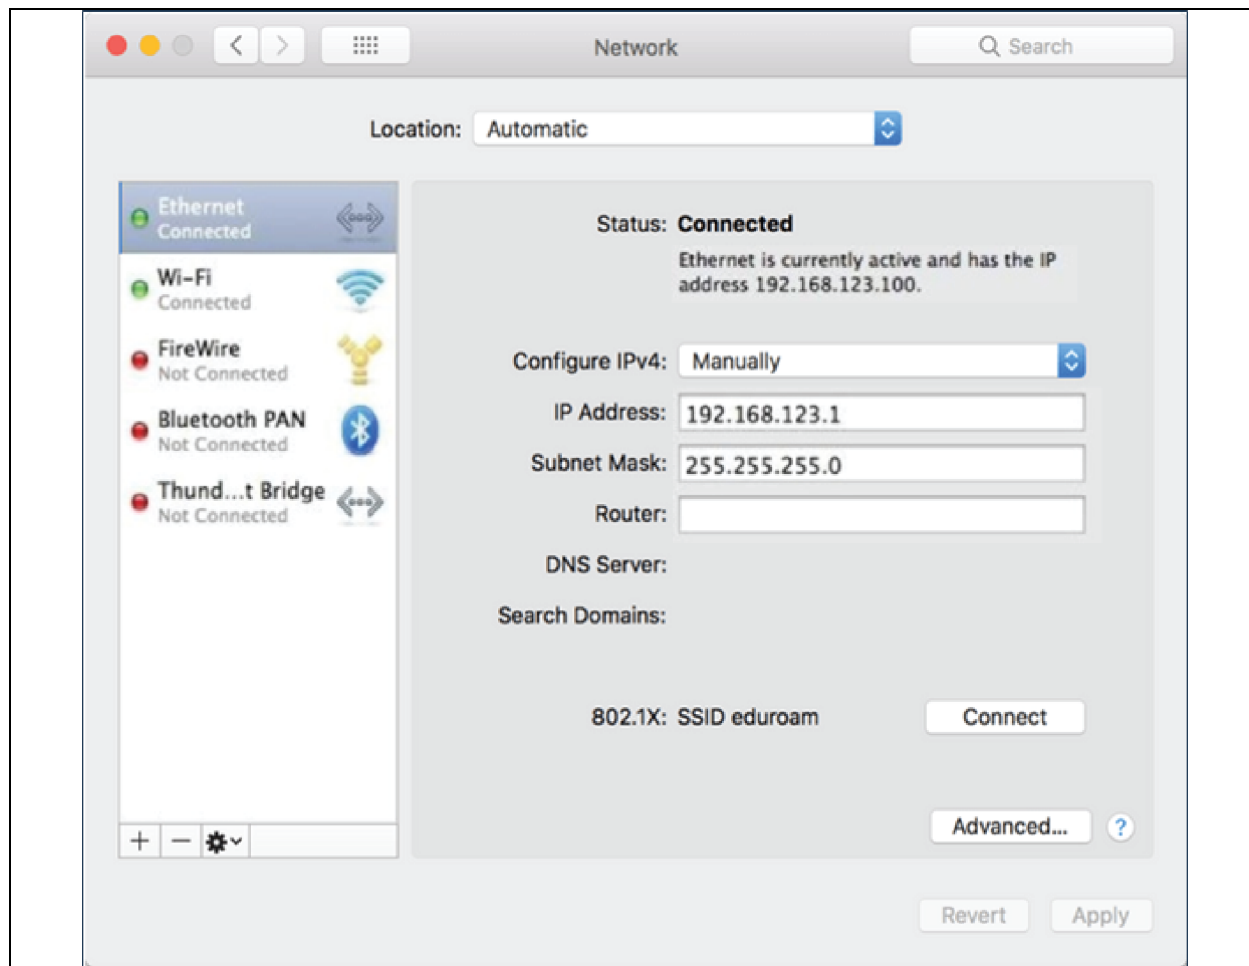 Network
Search
Location: Automatic
Ethernet
Connected
Wi-Fi
Connected
FireWire
Not Connected
Bluetooth PAN
Not Connected
Thund...t Bridge
Not Connected
Status: Connected
Ethernet is currently active and has the IP
address 192.168.123.100.
Configure IPv4: Manually
IP Address: 192.168.123.1
Subnet Mask: 255.255.255.0
Router:
DNS Server:
Search Domains:
802.1X: SSID eduroam Connect
Advanced... ?
Revert Apply